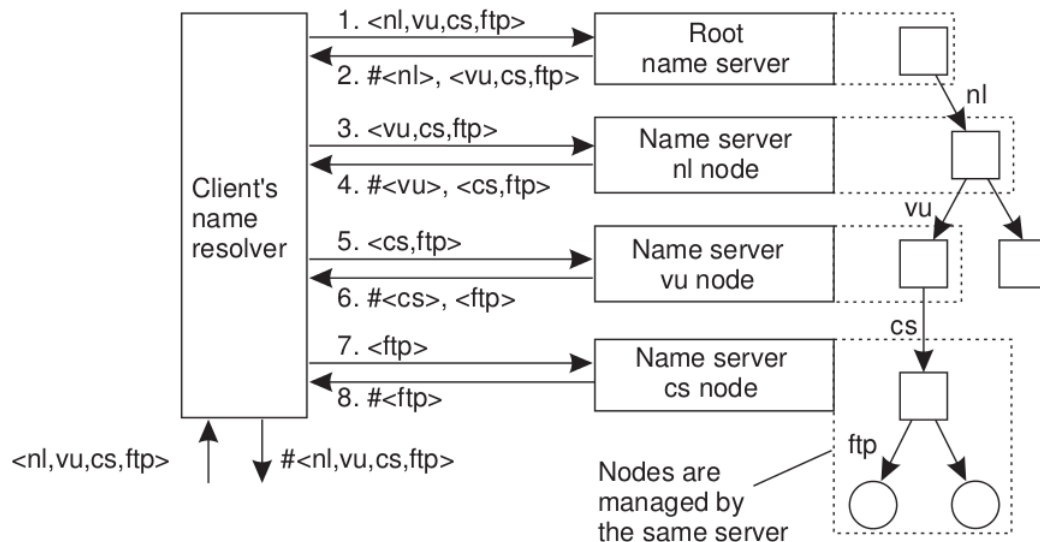 1. <nl,vu,cs,ftp>
2. #<nl>, <vu,cs,ftp>
Root
name server
nl
3. <vu,cs,ftp>
4. #<vu>, <cs,ftp>
Name server
nl node
Client's
name
resolver
vu
5. <cs,ftp>
6. #<cs>, <ftp>
Name server
vu node
cs
7. <ftp>
8. #<ftp>
Name server
cs node
ftp
<nl,vu,cs,ftp>
#<nl,vu,cs,ftp>
Nodes are
managed by
the same server